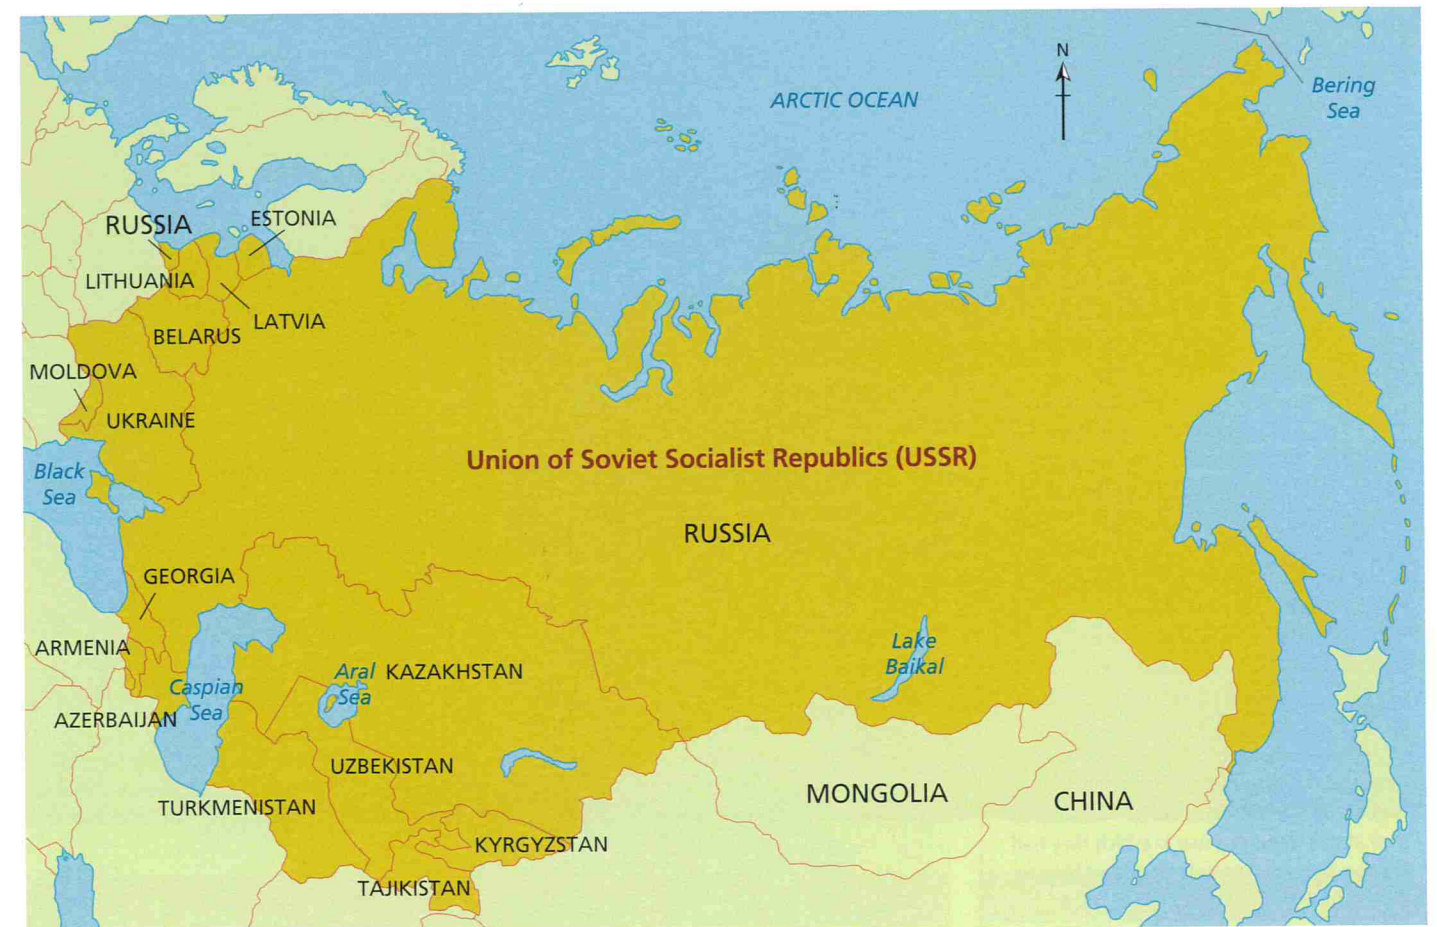 N
ARCTIC OCEAN
Bering
Sea
RUSSIA
ESTONIA
LITHUANIA
LATVIA
BELARUS
MOLDOVA
UKRAINE
Black
Sea
Union of Soviet Socialist Republics (USSR)
RUSSIA
GEORGIA
ARMENIA
Lake
Baikal
Aral
Sea
KAZAKHSTAN
Caspian
Sea
AZERBAIJAN
UZBEKISTAN
TURKMENISTAN
MONGOLIA
CHINA
KYRGYZSTAN
TAJIKISTAN